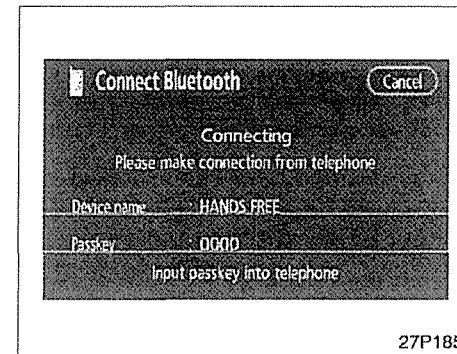 Connect Bluetooth Cancel
Connecting
Please make connection from telephone
Device name : HANDS FREE
Passkey : 0000
Input passkey into telephone
27P185